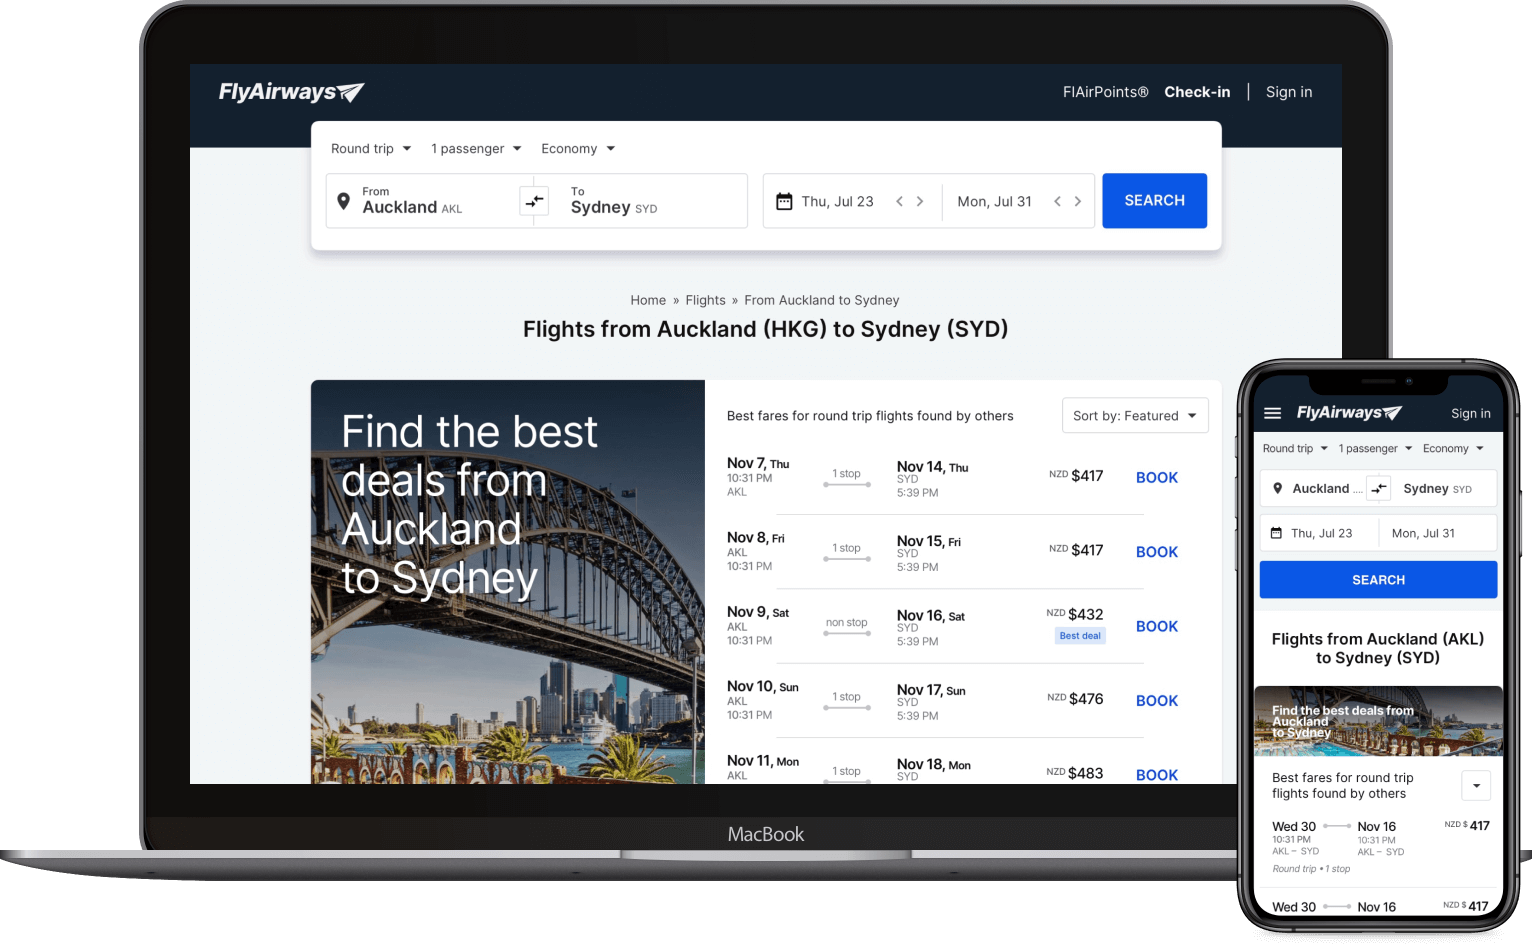 FlyAirways
FlAirPoints® Check-in | Sign in
Round trip 1 passenger Economy
From
Auckland AKL
To
Sydney SYD
Thu, Jul 23
Mon, Jul 31
SEARCH
Home » Flights » From Auckland to Sydney
Flights from Auckland (HKG) to Sydney (SYD)
Find the best
deals from
Auckland
to Sydney
Best fares for round trip flights found by others
Sort by: Featured
Nov 7, Thu
10:31 PM
AKL
1 stop
Nov 14, Thu
SYD
5:39 PM
NZD $417
BOOK
Nov 8, Fri
AKL
10:31 PM
1 stop
Nov 15, Fri
SYD
5:39 PM
NZD $417
BOOK
Nov 9, Sat
AKL
10:31 PM
non stop
Nov 16, Sat
SYD
5:39 PM
NZD $432
Best deal
BOOK
Nov 10, Sun
AKL
10:31 PM
1 stop
Nov 17, Sun
SYD
5:39 PM
NZD $476
BOOK
Nov 11, Mon
AKL
1 stop
Nov 18, Mon
SYD
NZD $483
BOOK
MacBook
FlyAirways
Sign in
Round trip 1 passenger Economy
Auckland ....
Sydney SYD
Thu, Jul 23
Mon, Jul 31
SEARCH
Flights from Auckland (AKL)
to Sydney (SYD)
Find the best deals from
Auckland
to Sydney
Best fares for round trip
flights found by others
Wed 30
10:31 PM
AKL – SYD
Nov 16
10:31 PM
AKL – SYD
NZD $ 417
Round trip • 1 stop
Wed 30
Nov 16
NZD $ 417